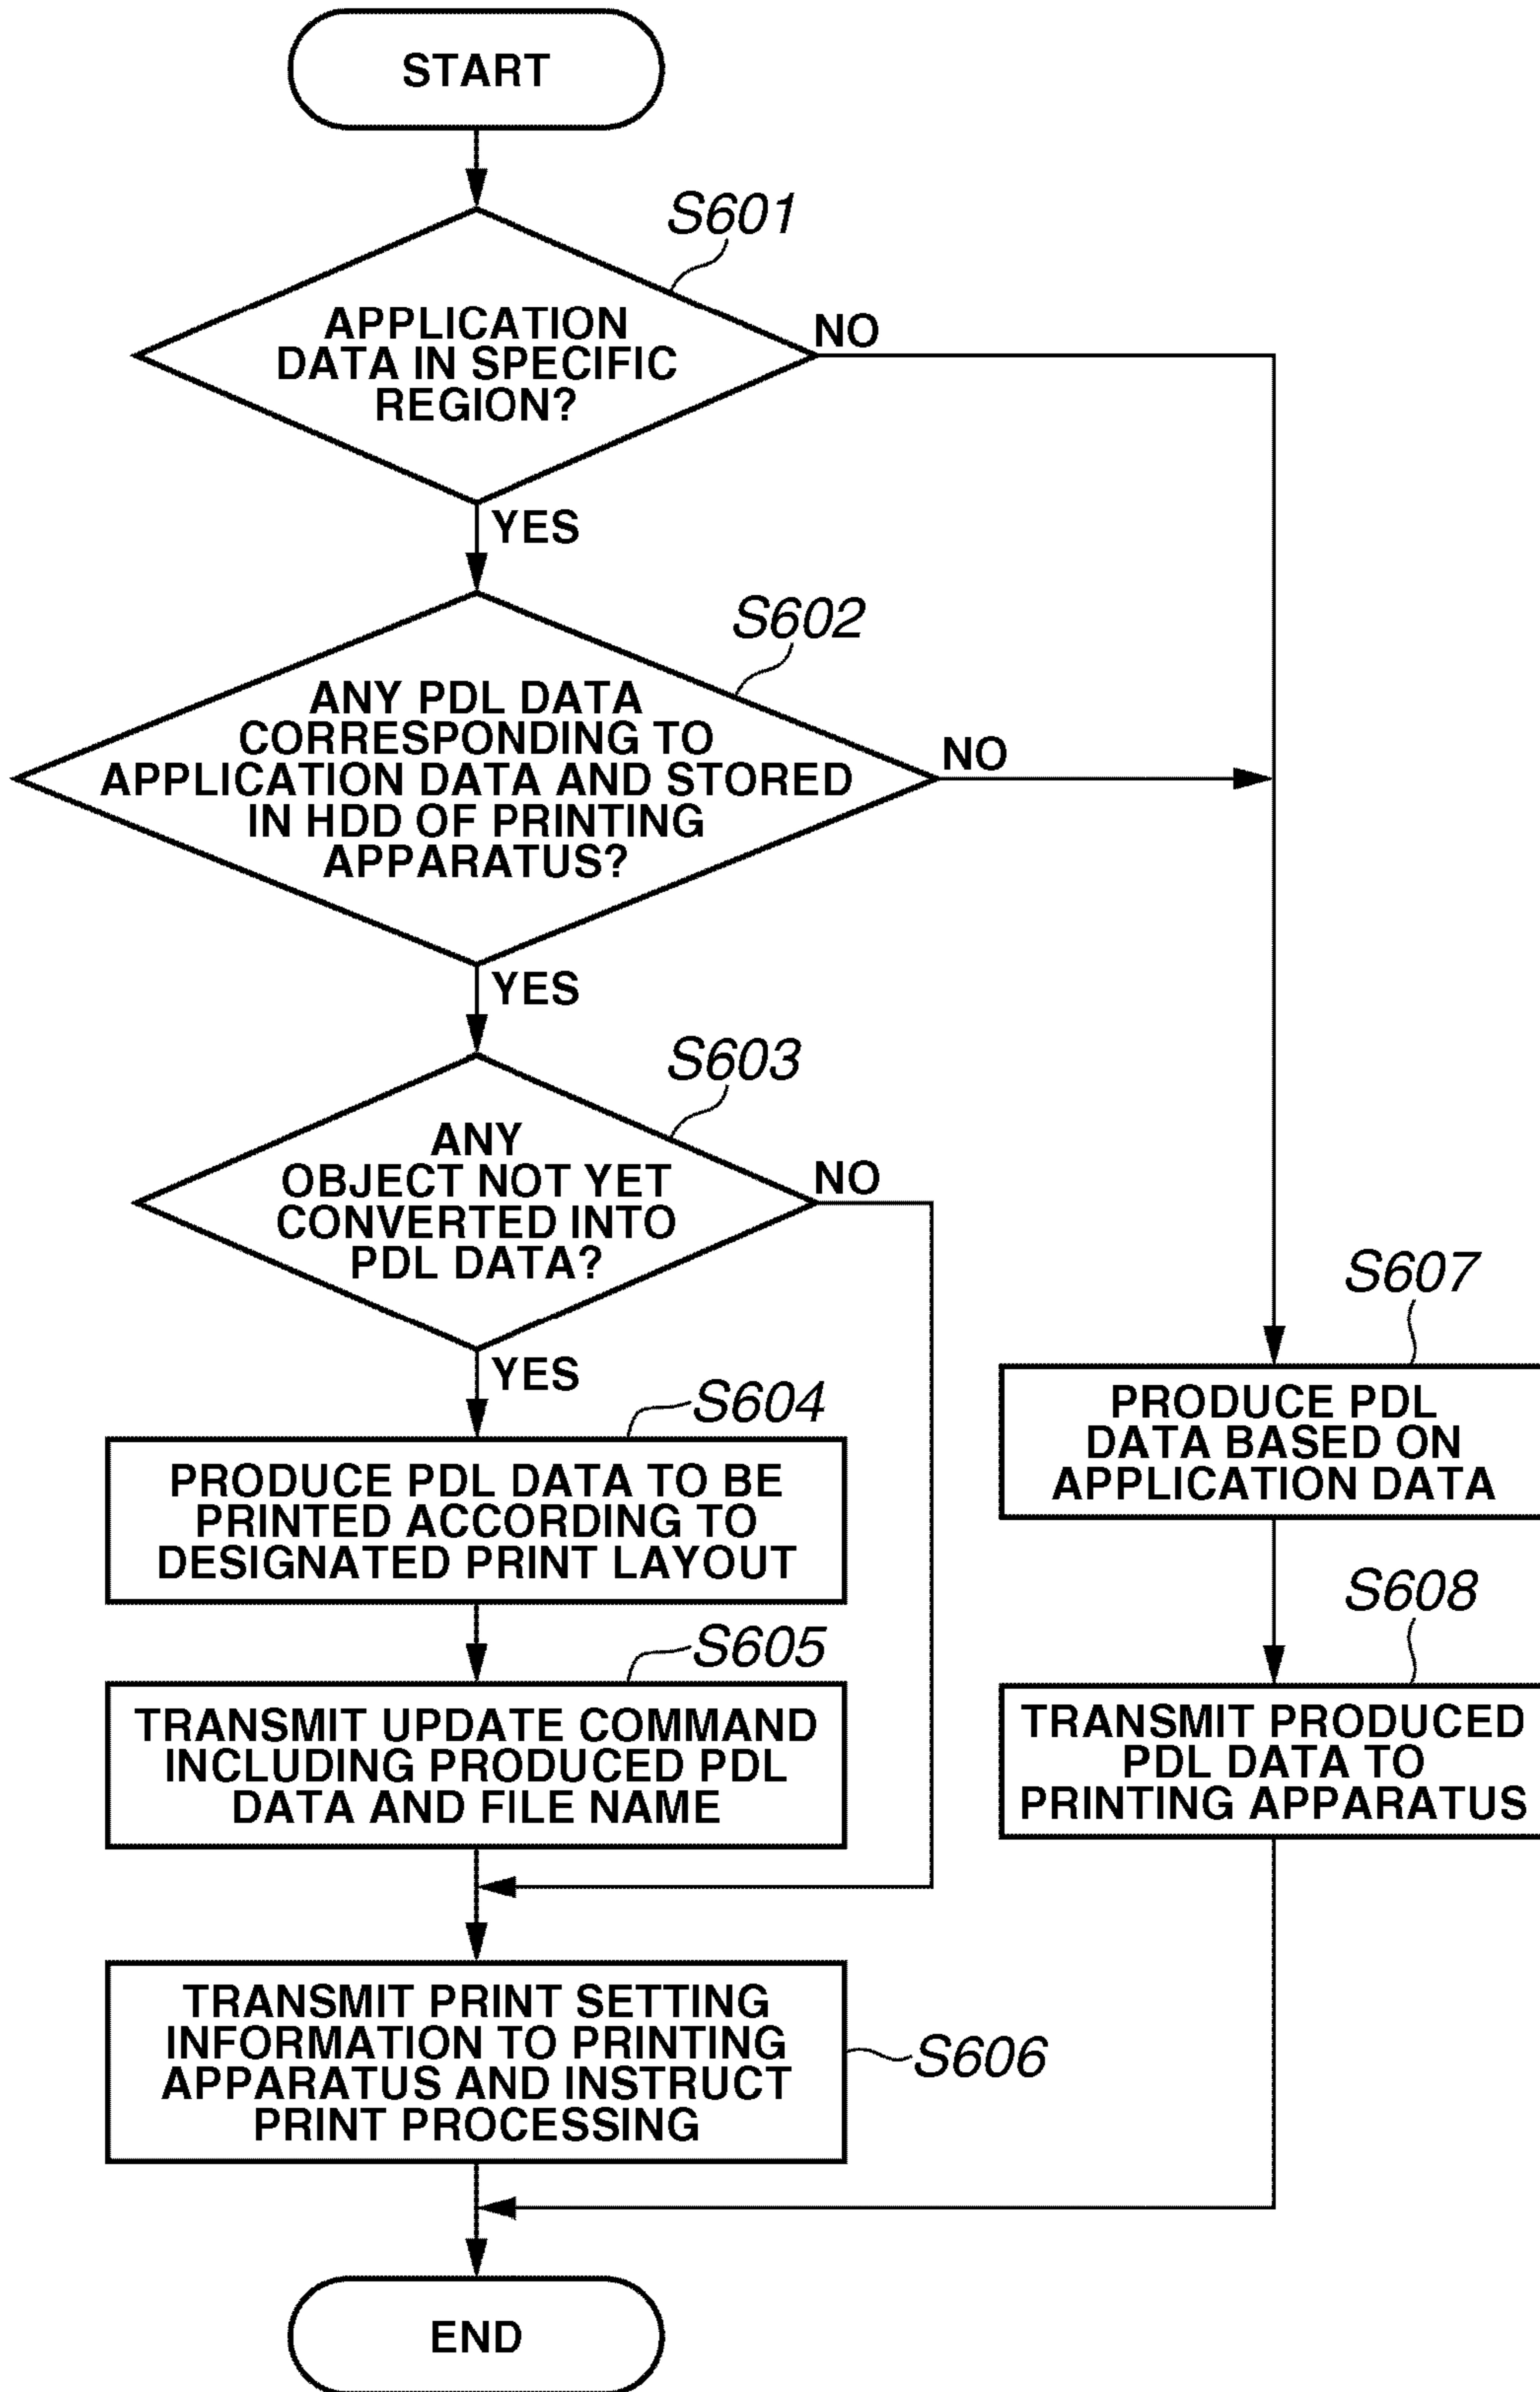 START
S601
APPLICATION
DATA IN SPECIFIC
REGION?
NO
YES
S602
ANY PDL DATA
CORRESPONDING TO
APPLICATION DATA AND STORED
IN HDD OF PRINTING
APPARATUS?
NO
YES
S603
ANY
OBJECT NOT YET
CONVERTED INTO
PDL DATA?
NO
YES
S604
PRODUCE PDL DATA TO BE
PRINTED ACCORDING TO
DESIGNATED PRINT LAYOUT
S605
TRANSMIT UPDATE COMMAND
INCLUDING PRODUCED PDL
DATA AND FILE NAME
S606
TRANSMIT PRINT SETTING
INFORMATION TO PRINTING
APPARATUS AND INSTRUCT
PRINT PROCESSING
S607
PRODUCE PDL
DATA BASED ON
APPLICATION DATA
S608
TRANSMIT PRODUCED
PDL DATA TO
PRINTING APPARATUS
END